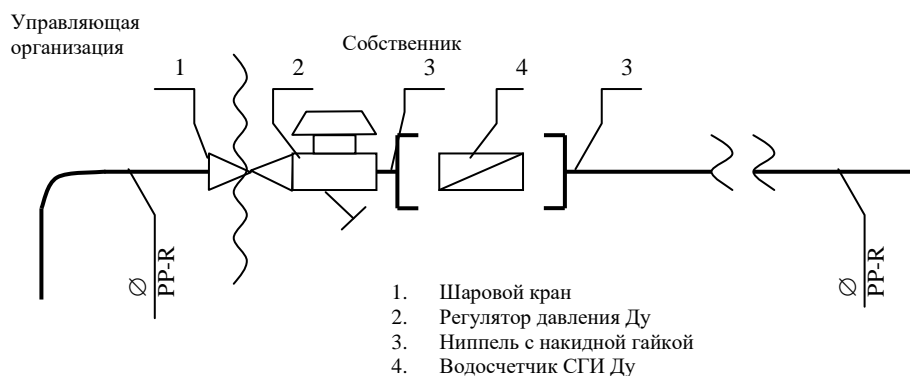 Управляющая
организация
Собственник
1
2
3
4
3
Ø
PP-R
Ø
PP-R
1. Шаровой кран
2. Регулятор давления Ду
3. Ниппель с накидной гайкой
4. Водосчетчик СГИ Ду